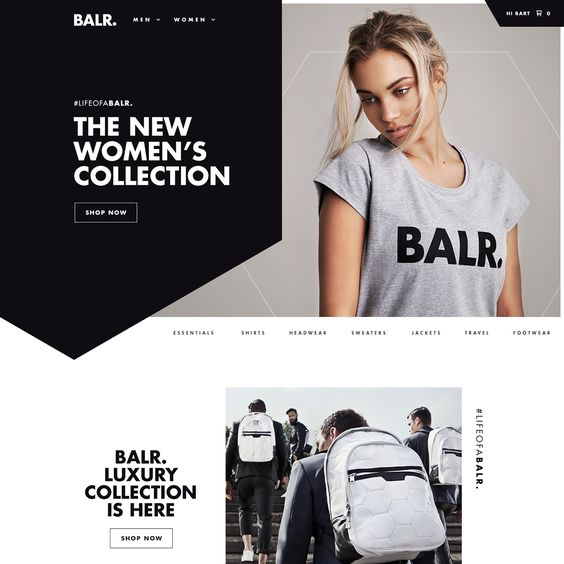 BALR.
MEN
WOMEN
HI BART
0
#LIFEOFABALR.
THE NEW
WOMEN'S
COLLECTION
SHOP NOW
BALR.
ESSENTIALS
SHIRTS
HEADWEAR
SWEATERS
JACKETS
TRAVEL
FOOTWEAR
BALR.
LUXURY
COLLECTION
IS HERE
SHOP NOW
#LIFEOFABALR.